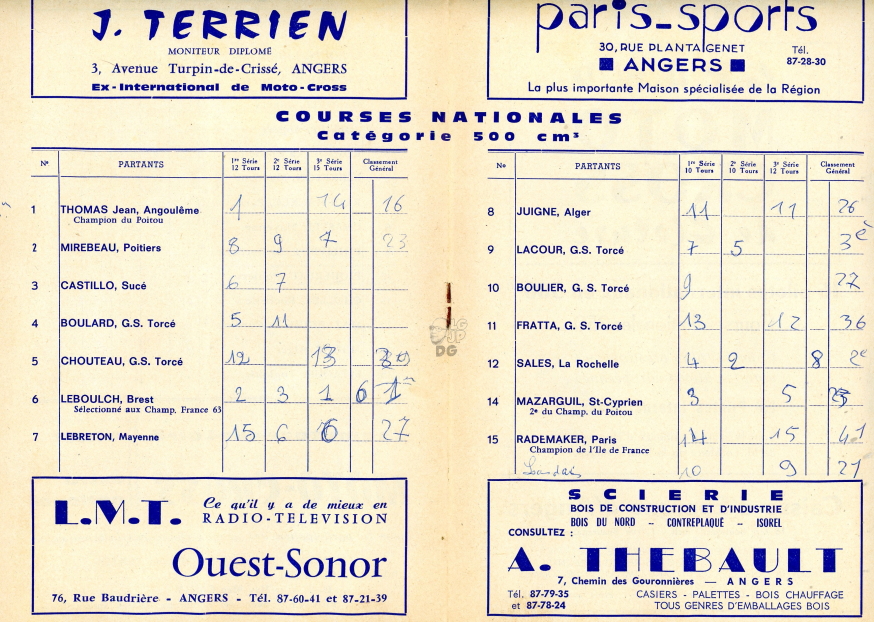 J. TERRIEN
MONITEUR DIPLOMÉ
3, Avenue Turpin-de-Crissé, ANGERS
Ex-International de Moto-Cross
paris-sports
30, RUE PLANTAGENET
ANGERS
Tél.
87-28-30
La plus importante Maison spécialisée de la Région
COURSES NATIONALES
Catégorie 500 cm³
N° PARTANTS 1re Série 12 Tours 2e Série 12 Tours 3e Série 15 Tours Classement Général
1 THOMAS Jean, Angoulême 1 14 16
Champion du Poitou
2 MIREBEAU, Poitiers 8 9 7 23
3 CASTILLO, Sucé 6 7
4 BOULARD, G.S. Torcé 5 11
5 CHOUTEAU, G.S. Torcé 12 13
6 LEBOULCH, Brest 2 3 1 6 1
Sélectionné aux Champ. France 63
7 LEBRETON, Mayenne 15 6 6 27
No PARTANTS 1re Série 10 Tours 2e Série 10 Tours 3e Série 12 Tours Classement Général
8 JUIGNE, Alger 11 11 26
9 LACOUR, G.S. Torcé 7 5 3e
10 BOULIER, G. S. Torcé 9 27
11 FRATTA, G. S. Torcé 13 12 36
12 SALES, La Rochelle 4 2 8 2e
14 MAZARGUIL, St-Cyprien 3 5
2e du Champ. du Poitou
15 RADEMAKER, Paris 14 15 41
Champion de l'Ile de France
10 9 21
L.M.T. Ce qu'il y a de mieux en
RADIO-TELEVISION
Ouest-Sonor
76, Rue Baudrière - ANGERS - Tél. 87-60-41 et 87-21-39
SCIERIE
BOIS DE CONSTRUCTION ET D'INDUSTRIE
BOIS DU NORD - CONTREPLAQUÉ - ISOREL
CONSULTEZ :
A. THEBAULT
7, Chemin des Gouronnières — ANGERS
Tél. 87-79-35 CASIERS - PALETTES - BOIS CHAUFFAGE
et 87-78-24 TOUS GENRES D'EMBALLAGES BOIS
JP
DG